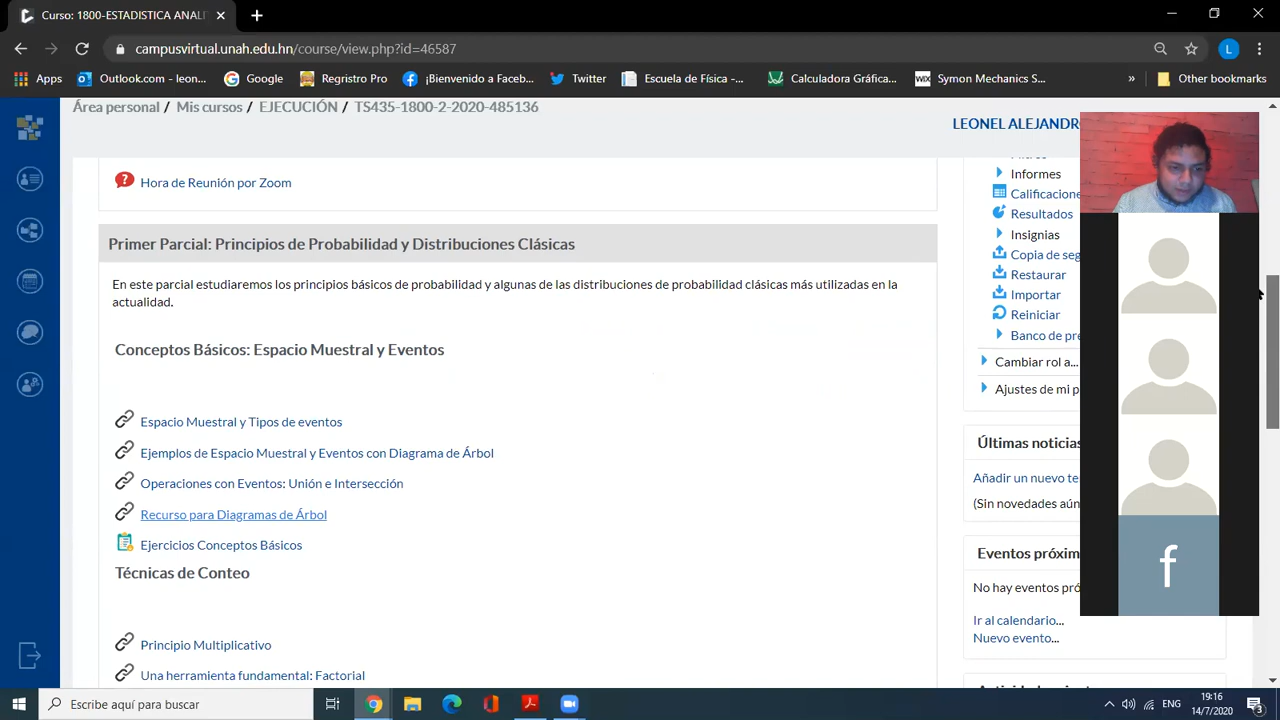 Curso: 1800-ESTADISTICA ANALI
campusvirtual.unah.edu.hn/course/view.php?id=46587
Apps Outlook.com - leon... Google Reigstro Pro ¡Bienvenido a Faceb... Twitter Escuela de Física -... Calculadora Gráfica... WIX Symon Mechanics S... » Other bookmarks
Área personal / Mis cursos / EJECUCIÓN / TS435-1800-2-2020-485136
LEONEL ALEJANDRO
Hora de Reunión por Zoom
Primer Parcial: Principios de Probabilidad y Distribuciones Clásicas
En este parcial estudiaremos los principios básicos de probabilidad y algunas de las distribuciones de probabilidad clásicas más utilizadas en la
actualidad.
Conceptos Básicos: Espacio Muestral y Eventos
Espacio Muestral y Tipos de eventos
Ejemplos de Espacio Muestral y Eventos con Diagrama de Árbol
Operaciones con Eventos: Unión e Intersección
Recurso para Diagramas de Árbol
Ejercicios Conceptos Básicos
Técnicas de Conteo
Principio Multiplicativo
Una herramienta fundamental: Factorial
Informes
Calificacione
Resultados
Insignias
Copia de seg
Restaurar
Importar
Reiniciar
Banco de pre
Cambiar rol a...
Ajustes de mi p
Últimas noticias
Añadir un nuevo te
(Sin novedades aún
Eventos próxim
No hay eventos pró
Ir al calendario...
Nuevo evento...
f
L
Escribe aquí para buscar
ENG
19:16
14/7/2020
3